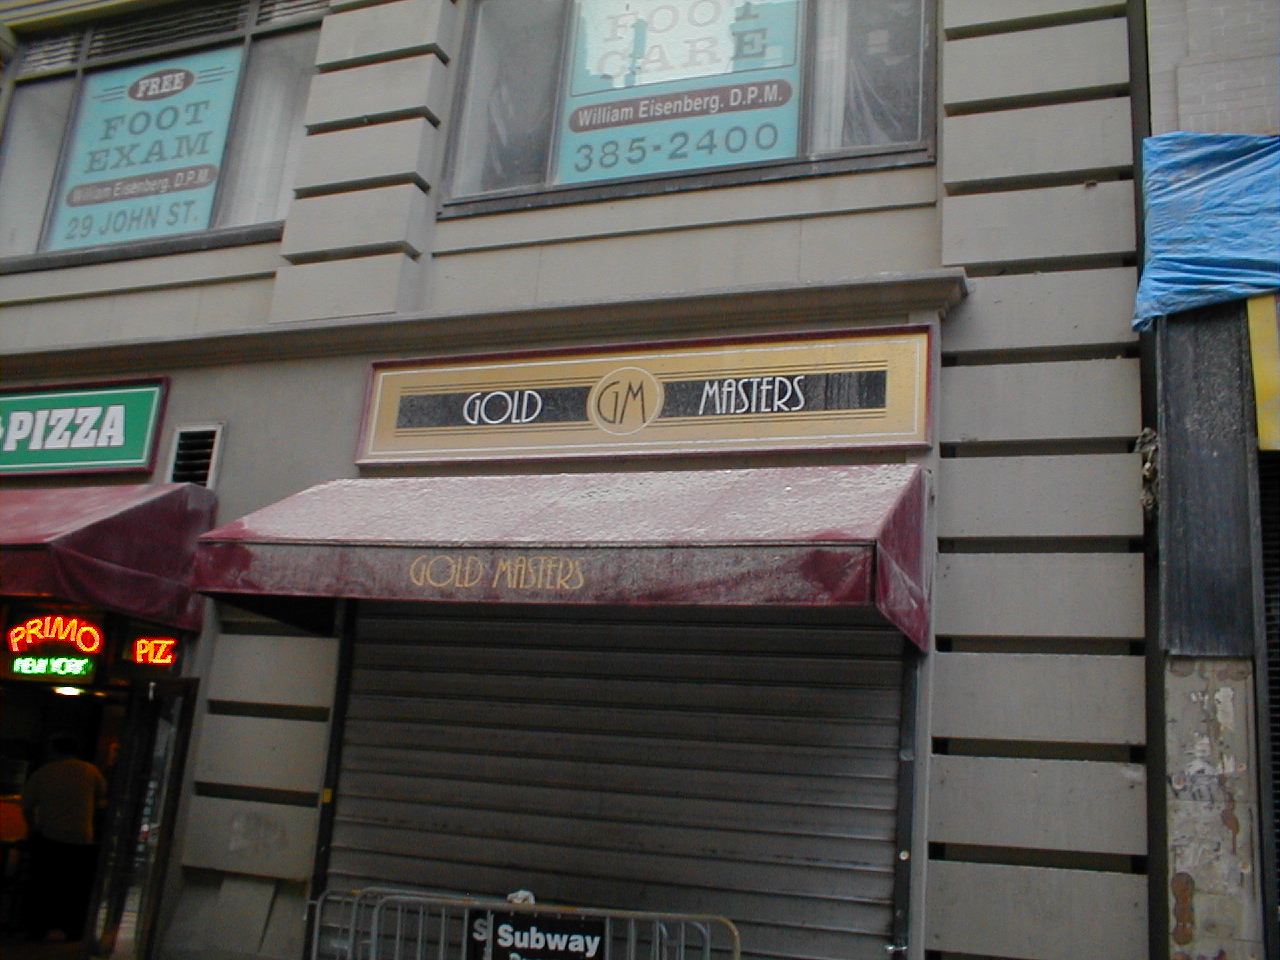 FREE
FOOT
EXAM
William Eisenberg. D.P.M.
29 JOHN ST.
FOOT
CARE
William Eisenberg. D.P.M.
385-2400
PIZZA
GOLD GM MASTERS
GOLD MASTERS
PRIMO
NEW YORK
PIZ
Subway